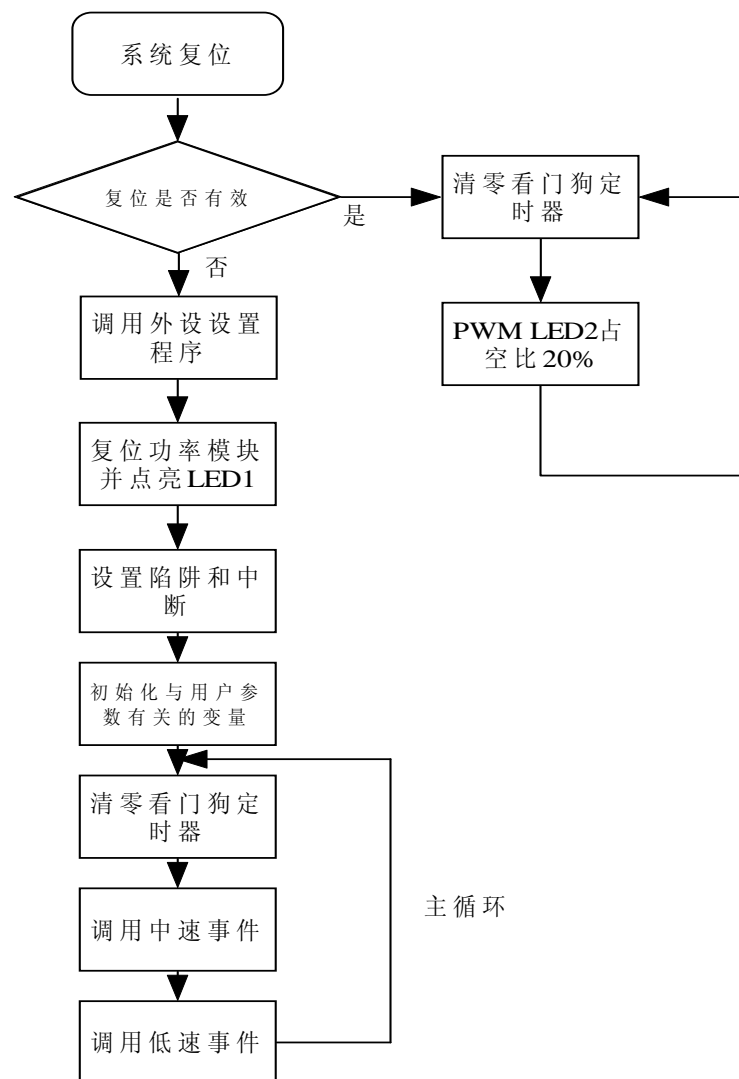 系统复位
复位是否有效
是
否
清零看门狗定
时器
PWM LED2占
空比20%
调用外设设置
程序
复位功率模块
并点亮LED1
设置陷阱和中
断
初始化与用户参
数有关的变量
清零看门狗定
时器
调用中速事件
主循环
调用低速事件